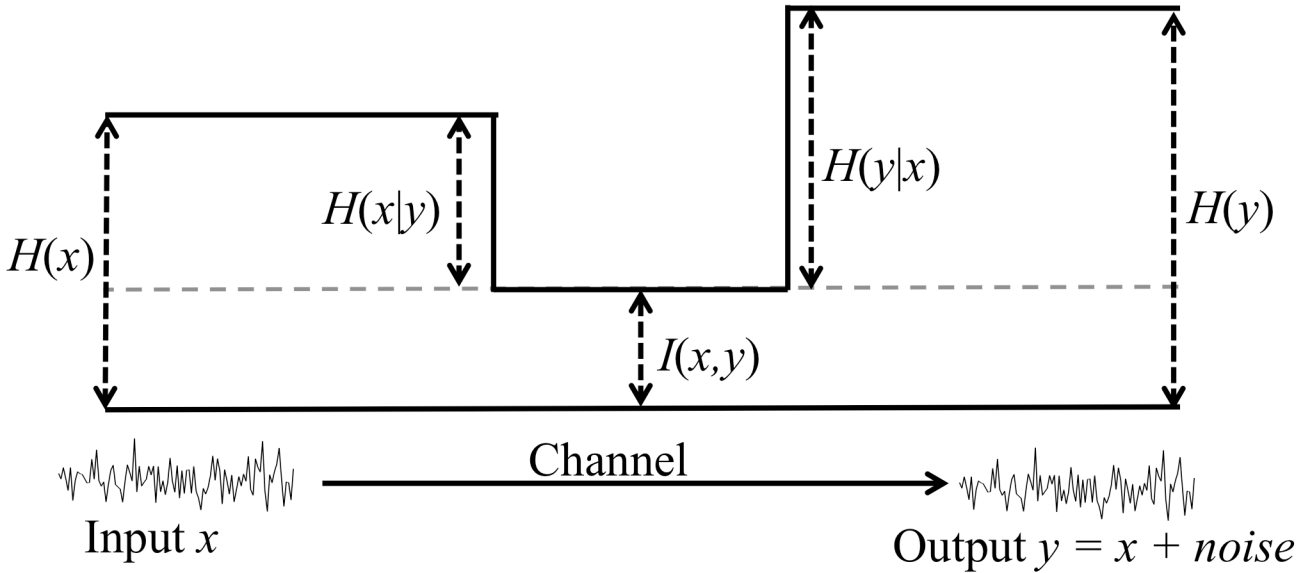 H(y|x)
H(x|y)
H(y)
H(x)
I(x,y)
Channel
Input x
Output y = x + noise